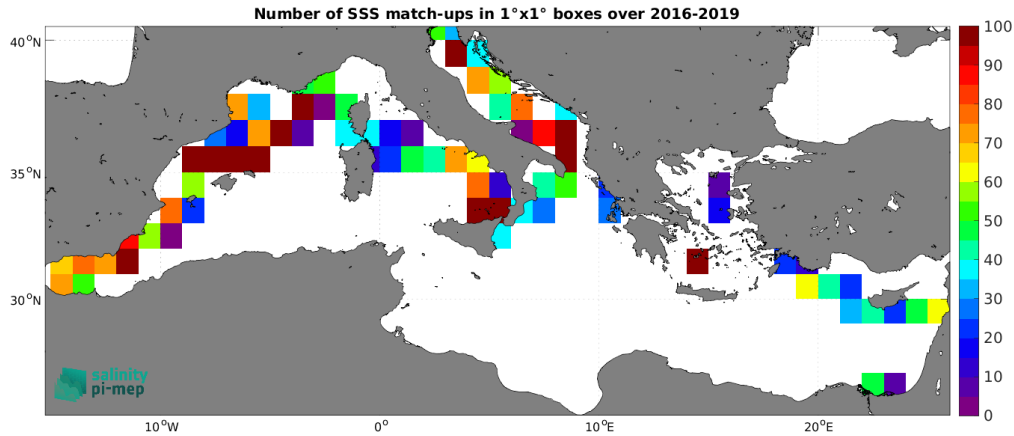 Number of SSS match-ups in 1°x1° boxes over 2016-2019
40°N
35°N
30°N
10°W
0°
10°E
20°E
100
90
80
70
60
50
40
30
20
10
0
salinity
pi-mep